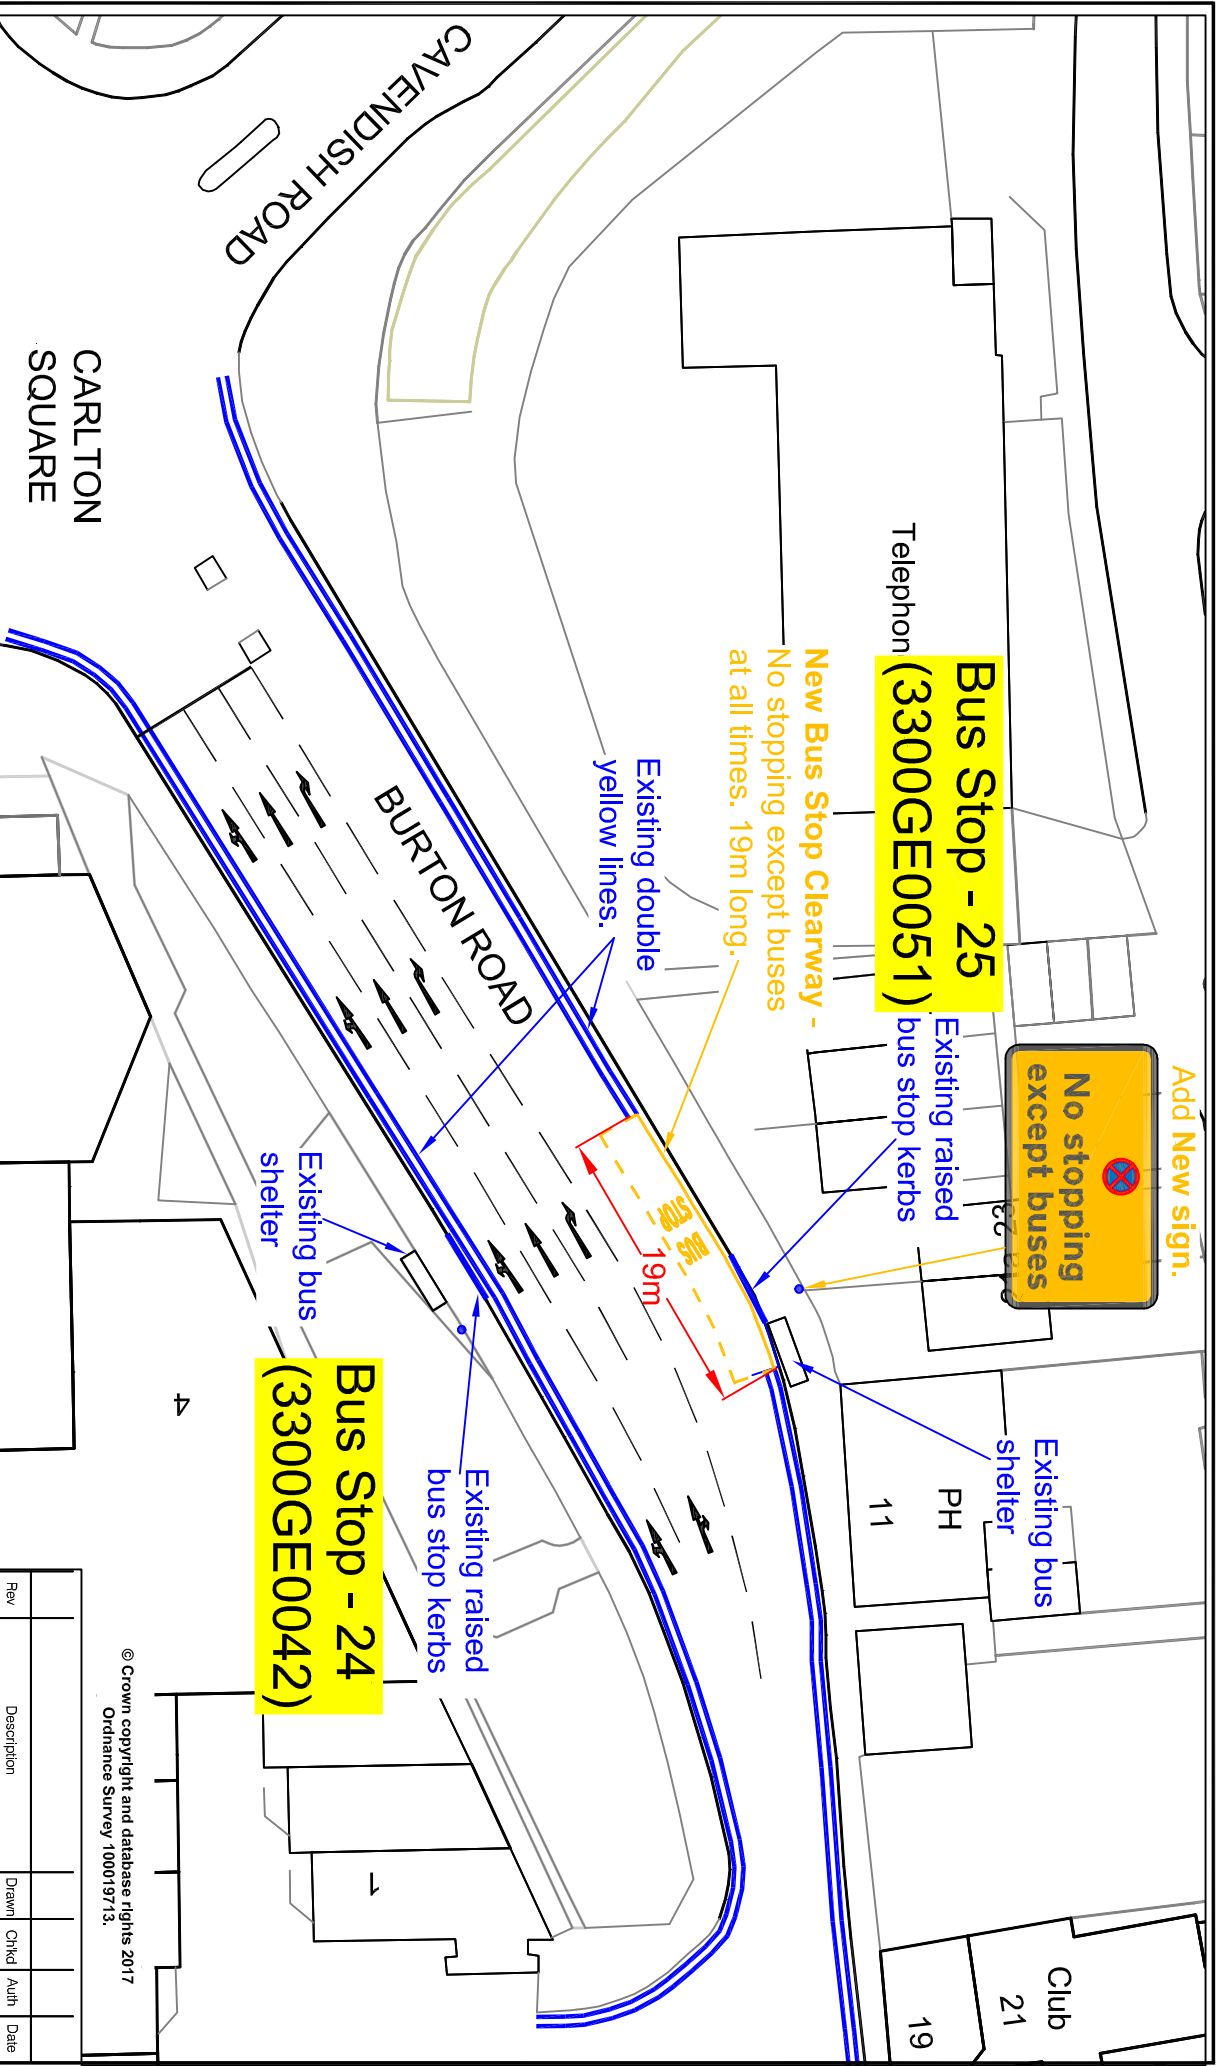 CAVENDISH ROAD
CARLTON
SQUARE
Telephon
Bus Stop - 25
(3300GE0051)
New Bus Stop Clearway -
No stopping except buses
at all times. 19m long.
Existing double
yellow lines.
BURTON ROAD
Add New sign.
No stopping
except buses
Existing raised
bus stop kerbs
23
BUS
STOP
19m
Existing bus
shelter
PH
11
Existing bus
shelter
Existing raised
bus stop kerbs
Bus Stop - 24
(3300GE0042)
4
1
Club
21
19
© Crown copyright and database rights 2017
Ordnance Survey 100019713.
Rev
Description
Drawn
Ch'kd
Auth
Date